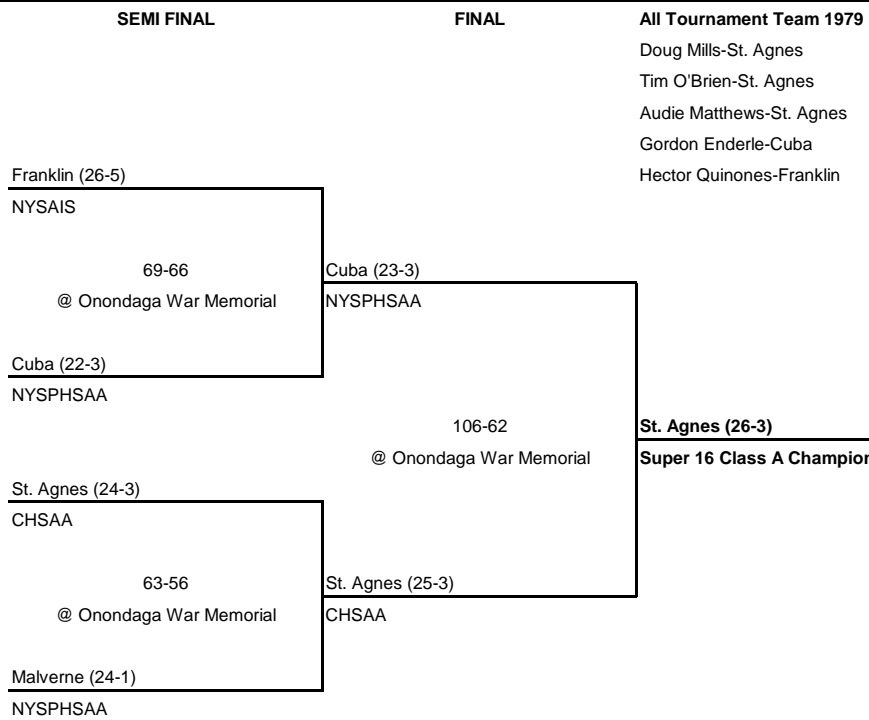 SEMI FINAL
FINAL
All Tournament Team 1979
Doug Mills-St. Agnes
Tim O'Brien-St. Agnes
Audie Matthews-St. Agnes
Gordon Enderle-Cuba
Hector Quinones-Franklin
Franklin (26-5)
NYSAIS
69-66
@ Onondaga War Memorial
Cuba (22-3)
NYSPHSAA
Cuba (23-3)
NYSPHSAA
106-62
@ Onondaga War Memorial
St. Agnes (26-3)
Super 16 Class A Champion
St. Agnes (24-3)
CHSAA
63-56
@ Onondaga War Memorial
Malverne (24-1)
NYSPHSAA
St. Agnes (25-3)
CHSAA